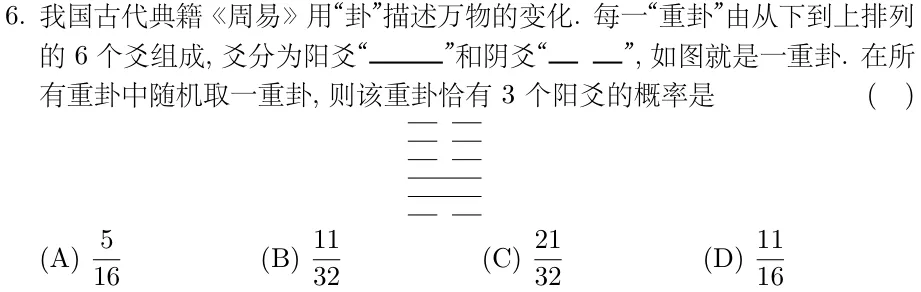 6. 我国古代典籍《周易》用“卦”描述万物的变化. 每一“重卦”由从下到上排列
的 6 个爻组成, 爻分为阳爻“——”和阴爻“— —”, 如图就是一重卦. 在所
有重卦中随机取一重卦, 则该重卦恰有 3 个阳爻的概率是 ( )
(A) 5/16 (B) 11/32 (C) 21/32 (D) 11/16